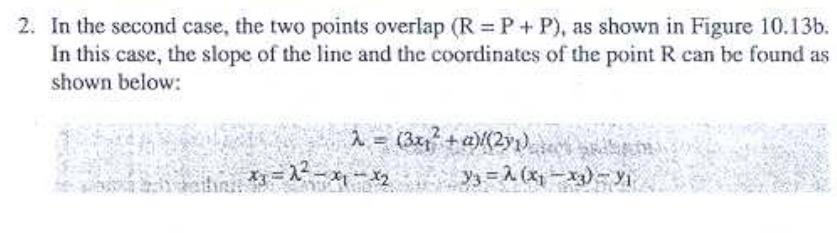 2. In the second case, the two points overlap (R = P + P), as shown in Figure 10.13b.
In this case, the slope of the line and the coordinates of the point R can be found as
shown below:
λ = (3x₁² + a)/(2y₁)
x₃ = λ² – x₁ – x₂ y₃ = λ (x₁ – x₃) – y₁